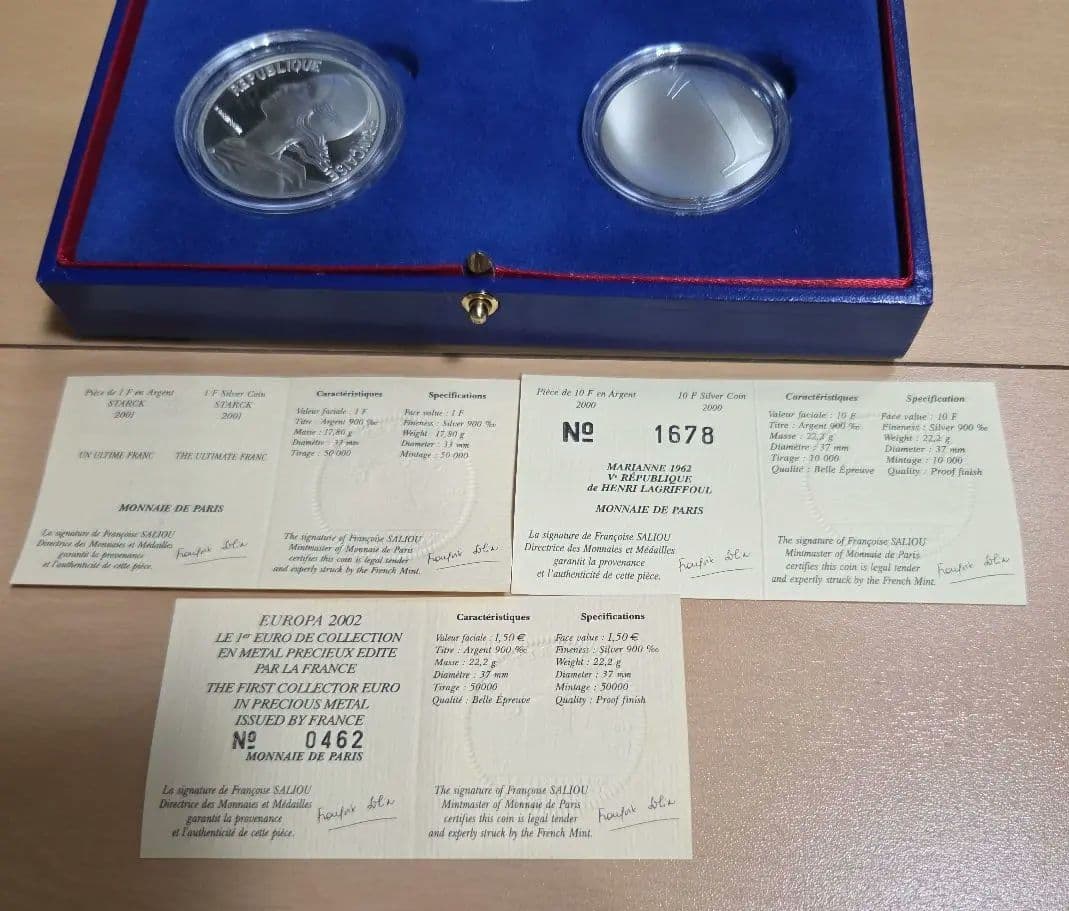 RÉPUBLIQUE
FRANÇAISE
1
Pièce de 1 F en Argent
STARCK
2001
1 F Silver Coin
STARCK
2001
UN ULTIME FRANC
THE ULTIMATE FRANC
MONNAIE DE PARIS
La signature de Françoise SALIOU
Directrice des Monnaies et Médailles
garantit la provenance
et l'authenticité de cette pièce.
Caractéristiques
Valeur faciale : 1 F
Titre : Argent 900 ‰
Masse : 17,80 g
Diamètre : 33 mm
Tirage : 50 000
Specifications
Face value : 1 F
Fineness : Silver 900 ‰
Weight : 17,80 g
Diameter : 33 mm
Mintage : 50 000
The signature of Françoise SALIOU
Mintmaster of Monnaie de Paris
certifies this coin is legal tender
and expertly struck by the French Mint.
Pièce de 10 F en Argent
2000
10 F Silver Coin
2000
Nº 1678
MARIANNE 1962
Vᵉ RÉPUBLIQUE
de HENRI LAGRIFFOUL
MONNAIE DE PARIS
La signature de Françoise SALIOU
Directrice des Monnaies et Médailles
garantit la provenance
et l'authenticité de cette pièce.
Caractéristiques
Valeur faciale : 10 F
Titre : Argent 900 ‰
Masse : 22,2 g
Diamètre : 37 mm
Tirage : 10 000
Qualité : Belle Épreuve
Specification
Face value : 10 F
Fineness : Silver 900 ‰
Weight : 22,2 g
Diameter : 37 mm
Mintage : 10 000
Quality : Proof finish
The signature of Françoise SALIOU
Mintmaster of Monnaie de Paris
certifies this coin is legal tender
and expertly struck by the French Mint.
EUROPA 2002
LE 1er EURO DE COLLECTION
EN METAL PRECIEUX EDITE
PAR LA FRANCE
THE FIRST COLLECTOR EURO
IN PRECIOUS METAL
ISSUED BY FRANCE
Nº 0462
MONNAIE DE PARIS
La signature de Françoise SALIOU
Directrice des Monnaies et Médailles
garantit la provenance
et l'authenticité de cette pièce.
Caractéristiques
Valeur faciale : 1,50 €
Titre : Argent 900 ‰
Masse : 22,2 g
Diamètre : 37 mm
Tirage : 50000
Qualité : Belle Épreuve
Specifications
Face value : 1,50 €
Fineness : Silver 900 ‰
Weight : 22,2 g
Diameter : 37 mm
Mintage : 50000
Quality : Proof finish
The signature of Françoise SALIOU
Mintmaster of Monnaie de Paris
certifies this coin is legal tender
and expertly struck by the French Mint.